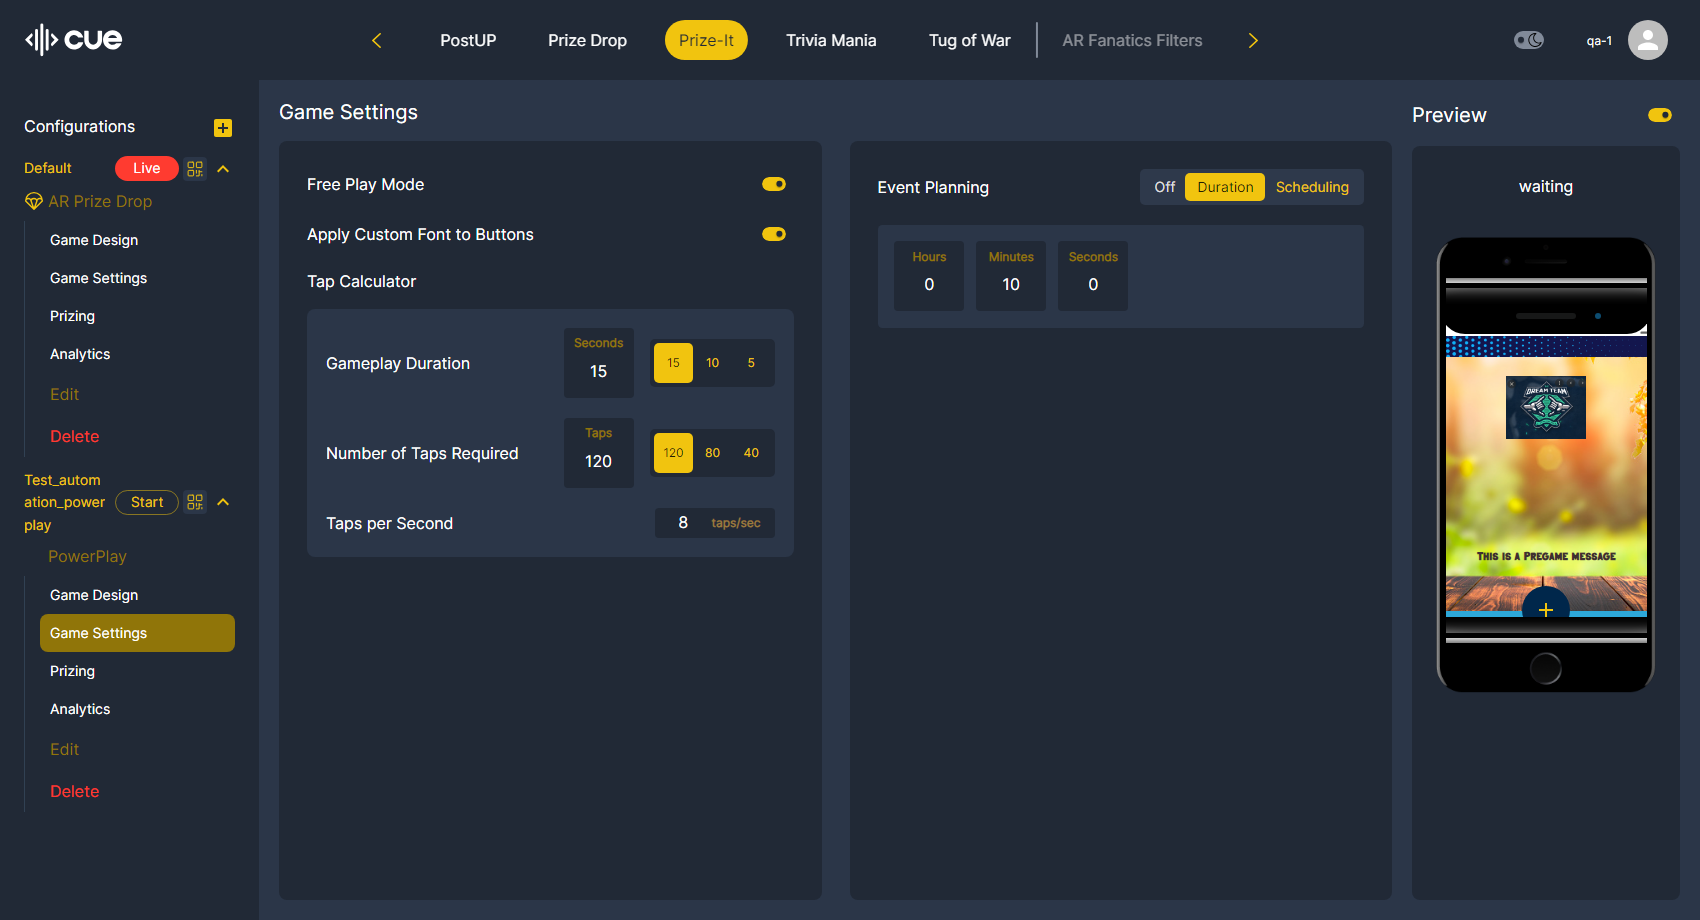 cue
PostUP
Prize Drop
Prize-It
Trivia Mania
Tug of War
AR Fanatics Filters
qa-1
Configurations
Default
Live
AR Prize Drop
Game Design
Game Settings
Prizing
Analytics
Edit
Delete
Test_autom
ation_power
play
Start
PowerPlay
Game Design
Game Settings
Prizing
Analytics
Edit
Delete
Game Settings
Free Play Mode
Apply Custom Font to Buttons
Tap Calculator
Gameplay Duration
Seconds
15
15 10 5
Number of Taps Required
Taps
120
120 80 40
Taps per Second
8 taps/sec
Event Planning
Off Duration Scheduling
Hours Minutes Seconds
0 10 0
Preview
waiting
DREAM TEAM
This is a Pregame message